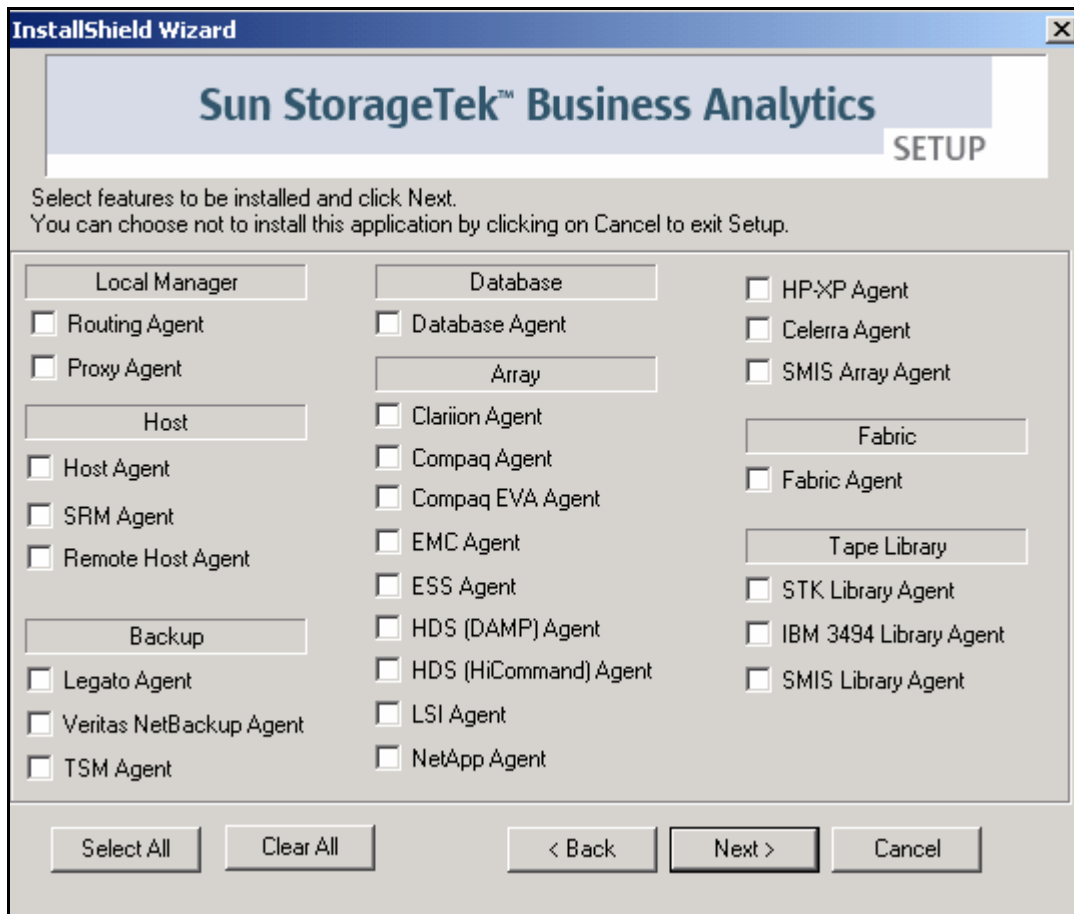 InstallShield Wizard
Sun StorageTek™ Business Analytics
SETUP
Select features to be installed and click Next.
You can choose not to install this application by clicking on Cancel to exit Setup.
Local Manager
Routing Agent
Proxy Agent
Host
Host Agent
SRM Agent
Remote Host Agent
Backup
Legato Agent
Veritas NetBackup Agent
TSM Agent
Database
Database Agent
Array
Clariion Agent
Compaq Agent
Compaq EVA Agent
EMC Agent
ESS Agent
HDS (DAMP) Agent
HDS (HiCommand) Agent
LSI Agent
NetApp Agent
HP-XP Agent
Celerra Agent
SMIS Array Agent
Fabric
Fabric Agent
Tape Library
STK Library Agent
IBM 3494 Library Agent
SMIS Library Agent
Select All
Clear All
< Back
Next >
Cancel